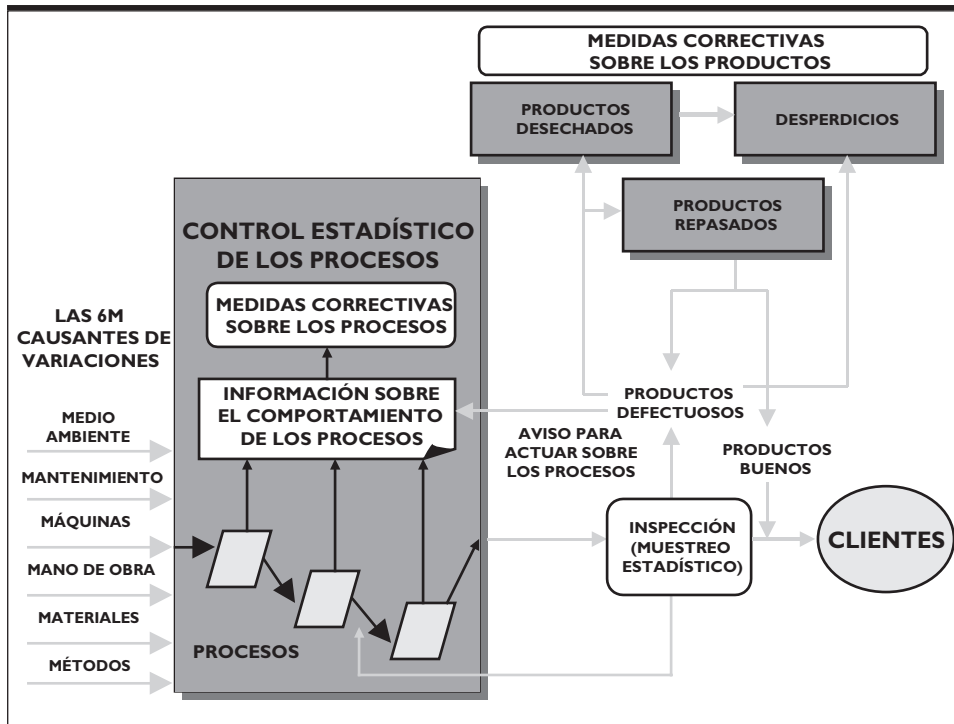 MEDIDAS CORRECTIVAS
SOBRE LOS PRODUCTOS
PRODUCTOS
DESECHADOS
DESPERDICIOS
PRODUCTOS
REPASADOS
CONTROL ESTADÍSTICO
DE LOS PROCESOS
MEDIDAS CORRECTIVAS
SOBRE LOS PROCESOS
LAS 6M
CAUSANTES DE
VARIACIONES
INFORMACIÓN SOBRE
EL COMPORTAMIENTO
DE LOS PROCESOS
MEDIO
AMBIENTE
MANTENIMIENTO
MÁQUINAS
MANO DE OBRA
MATERIALES
MÉTODOS
PROCESOS
PRODUCTOS
DEFECTUOSOS
AVISO PARA
ACTUAR SOBRE
LOS PROCESOS
PRODUCTOS
BUENOS
INSPECCIÓN
(MUESTREO
ESTADÍSTICO)
CLIENTES